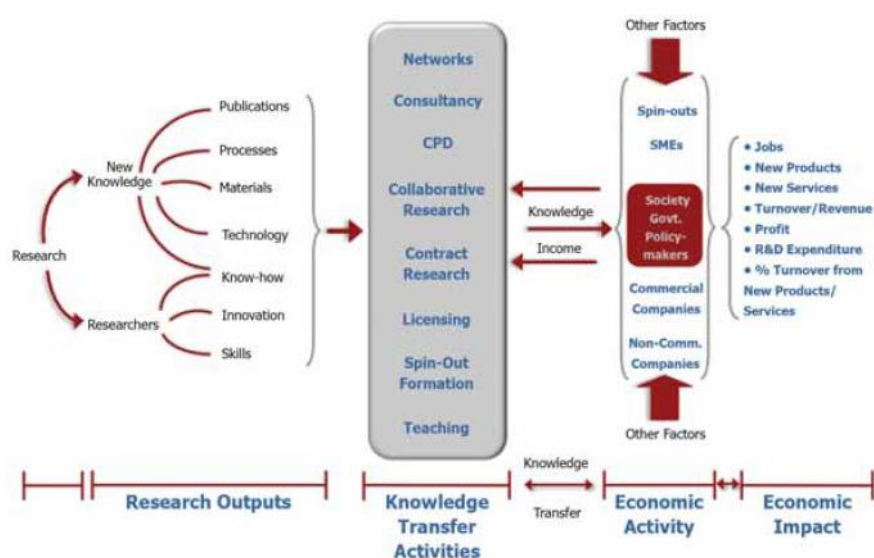 Research
New
Knowledge
Researchers
Publications
Processes
Materials
Technology
Know-how
Innovation
Skills
Networks
Consultancy
CPD
Collaborative
Research
Contract
Research
Licensing
Spin-Out
Formation
Teaching
Knowledge
Income
Other Factors
Spin-outs
SMEs
Society
Govt.
Policy-
makers
Commercial
Companies
Non-Comm.
Companies
Other Factors
• Jobs
• New Products
• New Services
• Turnover/Revenue
• Profit
• R&D Expenditure
• % Turnover from
New Products/
Services
Research Outputs
Knowledge
Transfer
Activities
Knowledge
Transfer
Economic
Activity
Economic
Impact